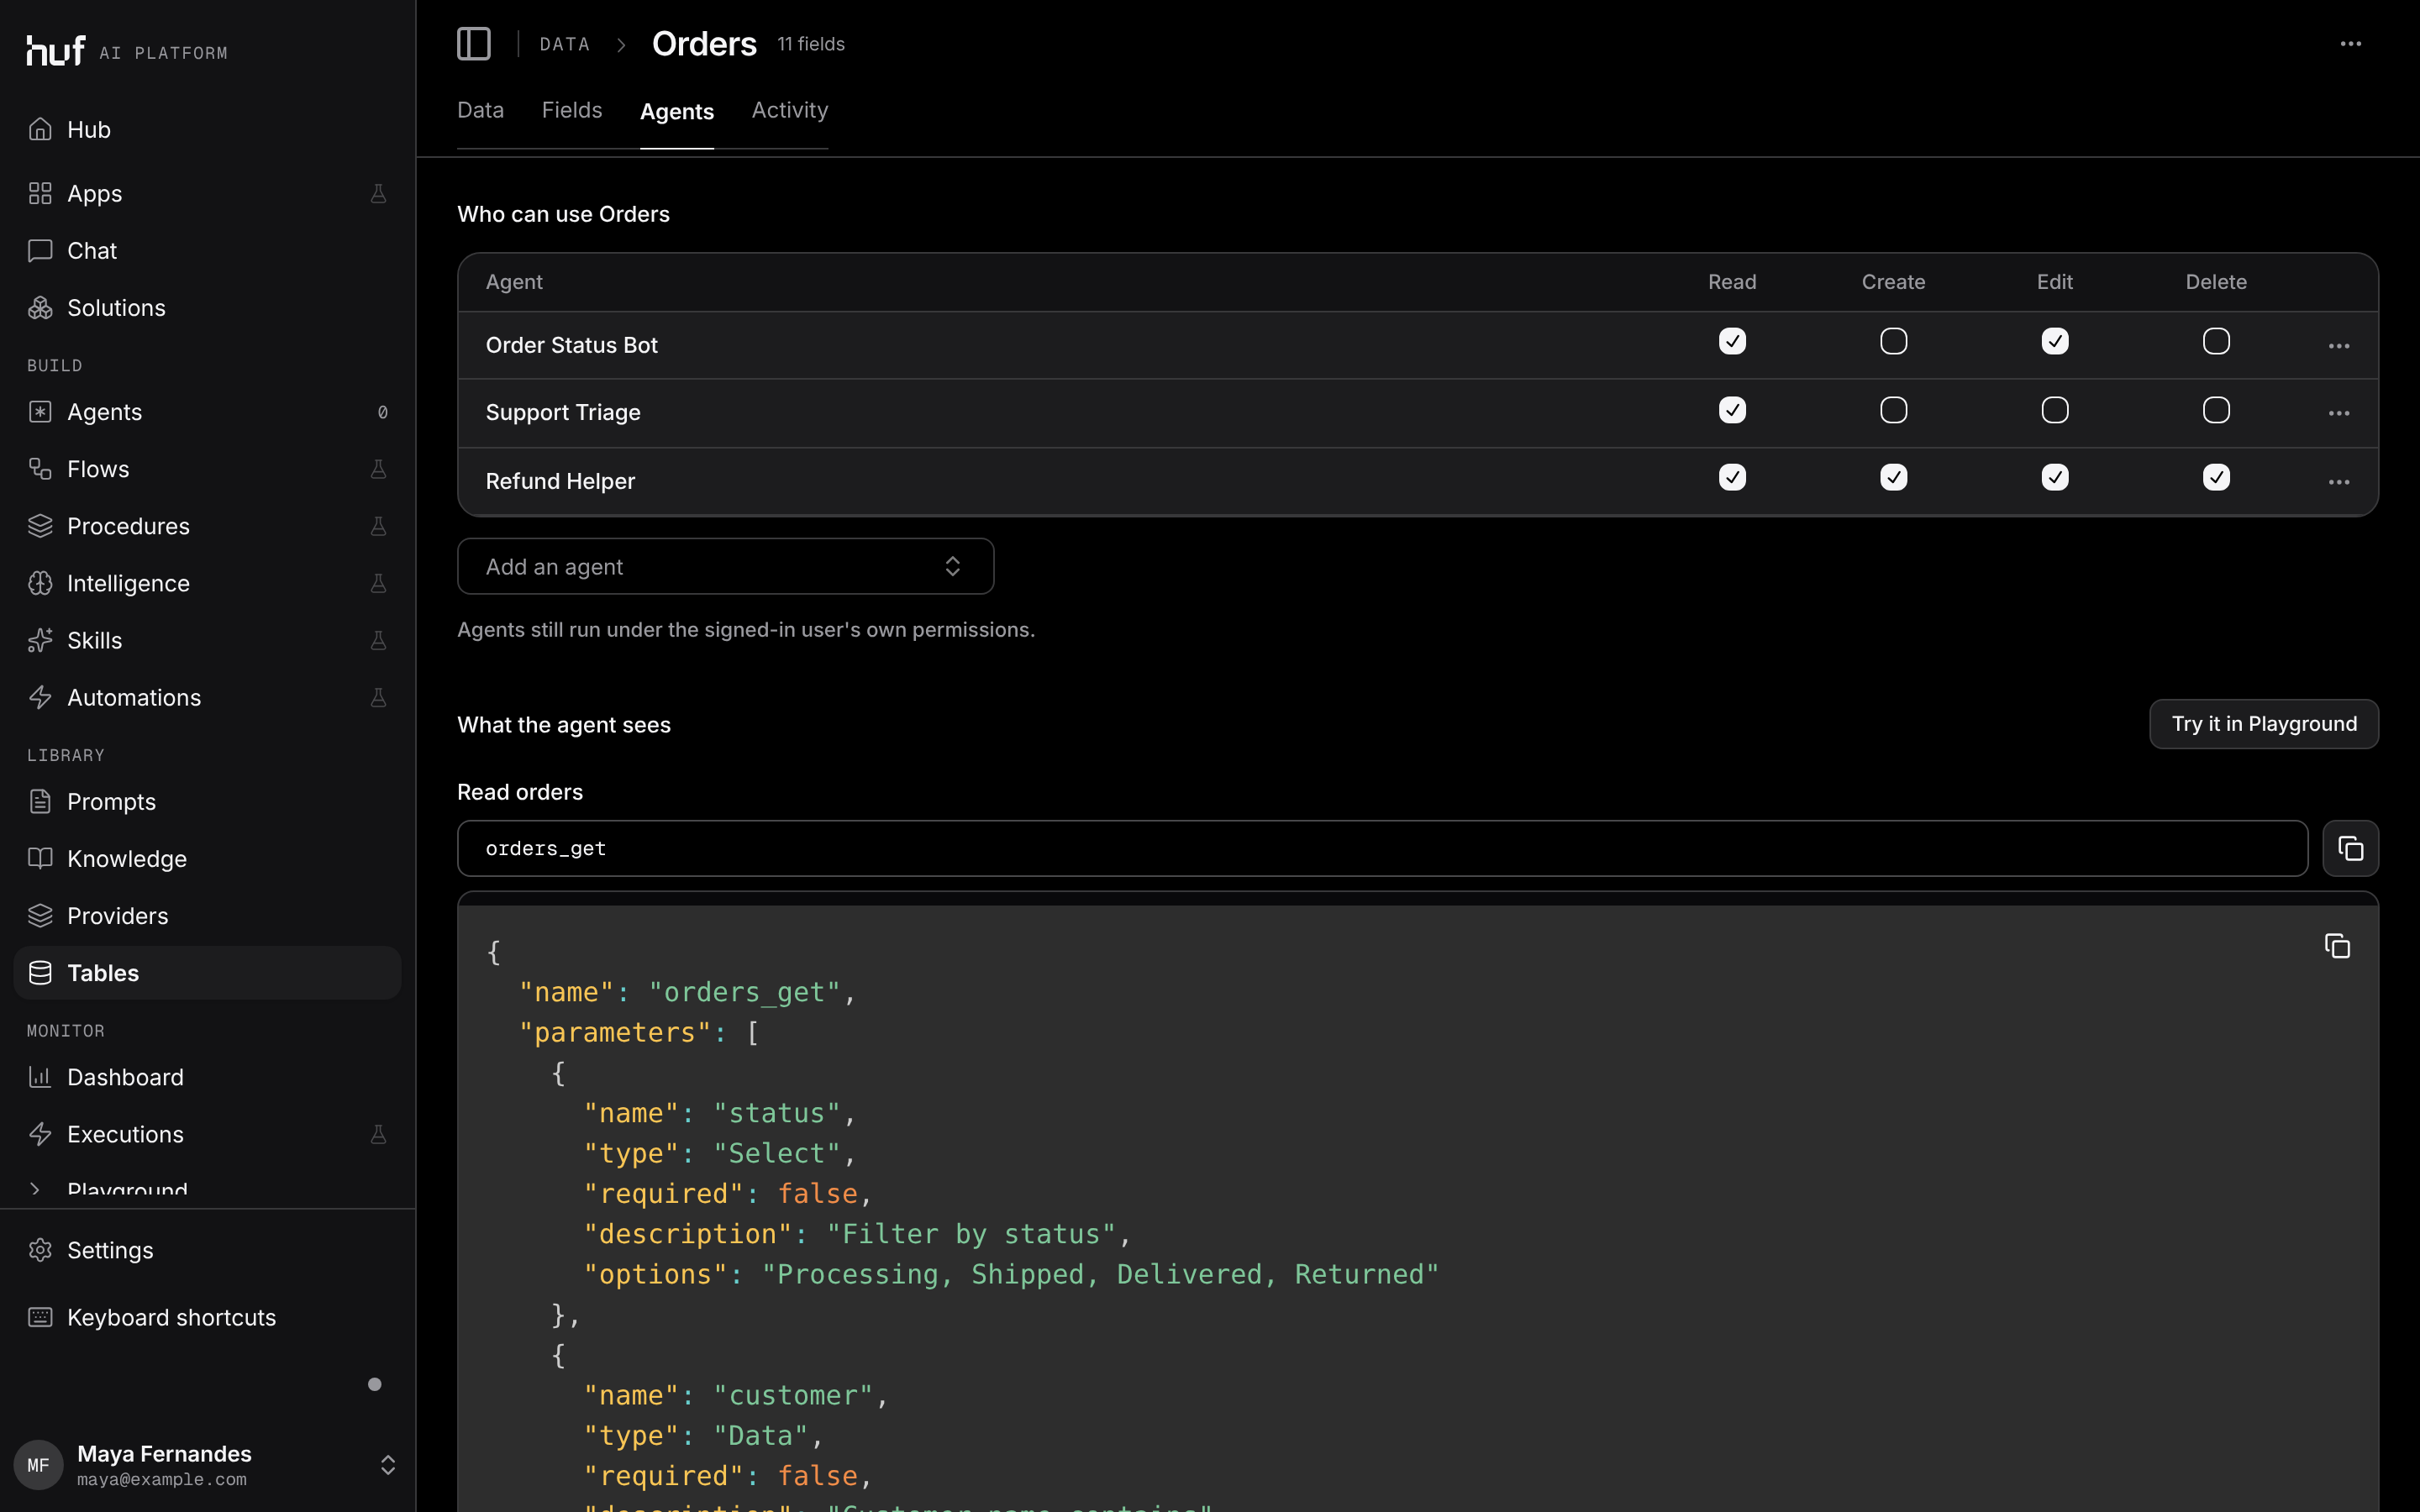 huf AI PLATFORM
Hub
Apps
Chat
Solutions
BUILD
Agents 0
Flows
Procedures
Intelligence
Skills
Automations
LIBRARY
Prompts
Knowledge
Providers
Tables
MONITOR
Dashboard
Executions
Playground
Settings
Keyboard shortcuts
MF
Maya Fernandes
maya@example.com
DATA > Orders 11 fields
Data Fields Agents Activity
Who can use Orders
Agent Read Create Edit Delete
Order Status Bot
Support Triage
Refund Helper
Add an agent
Agents still run under the signed-in user's own permissions.
What the agent sees
Try it in Playground
Read orders
orders_get
{
"name": "orders_get",
"parameters": [
{
"name": "status",
"type": "Select",
"required": false,
"description": "Filter by status",
"options": "Processing, Shipped, Delivered, Returned"
},
{
"name": "customer",
"type": "Data",
"required": false,
"description": "Customer name contains"